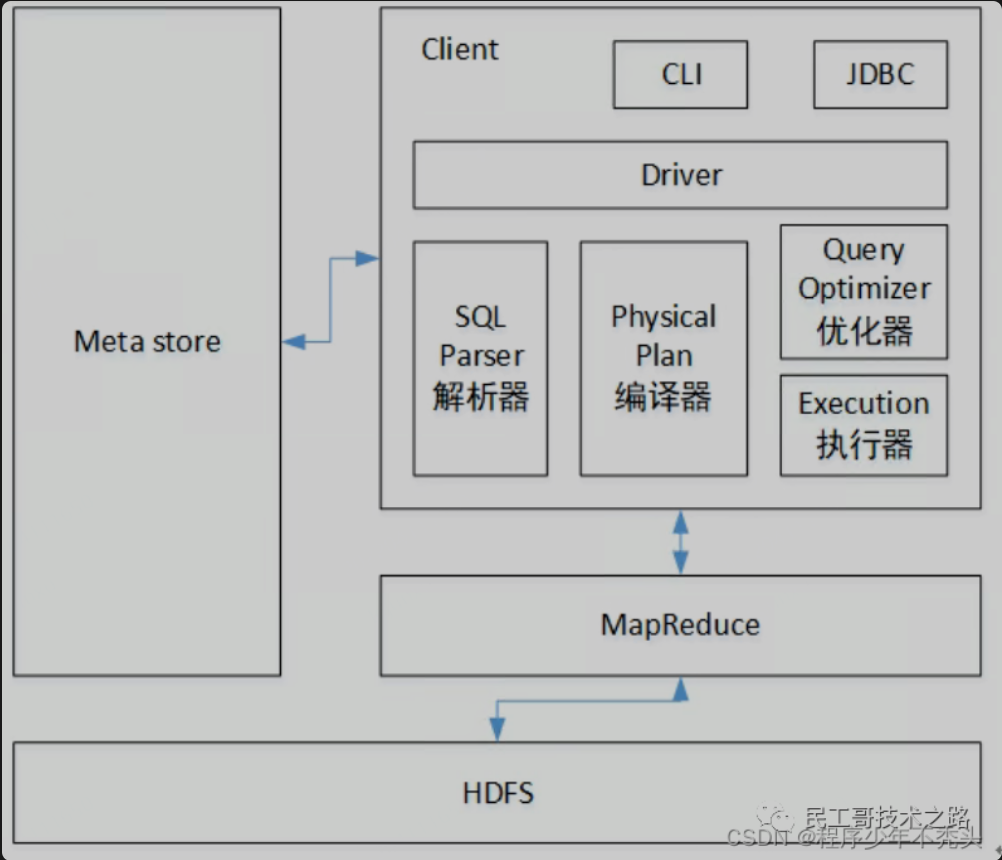 Client
CLI
JDBC
Driver
Meta store
SQL
Parser
解析器
Physical
Plan
编译器
Query
Optimizer
优化器
Execution
执行器
MapReduce
HDFS
民工哥技术之路
CSDN @程序少年不秃头